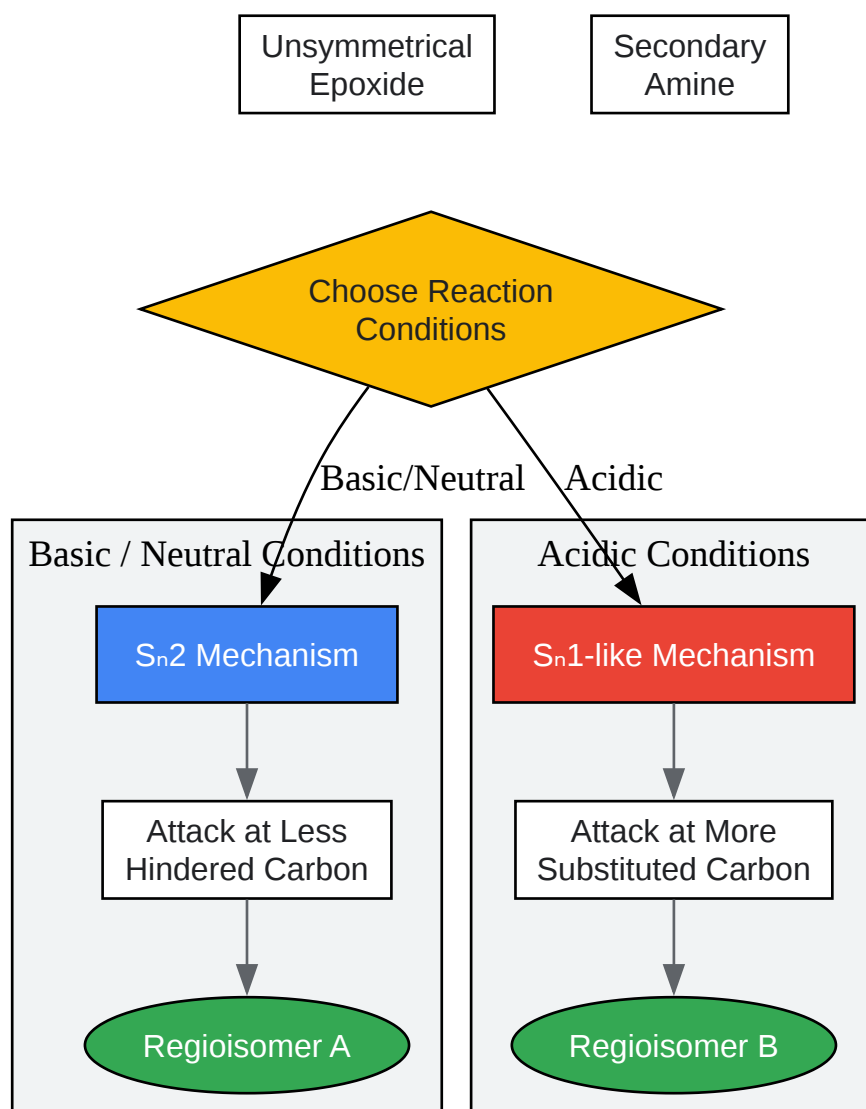 Unsymmetrical
Epoxide
Secondary
Amine
Choose Reaction
Conditions
Basic/Neutral
Acidic
Basic / Neutral Conditions
Acidic Conditions
Sₙ2 Mechanism
Sₙ1-like Mechanism
Attack at Less
Hindered Carbon
Attack at More
Substituted Carbon
Regioisomer A
Regioisomer B